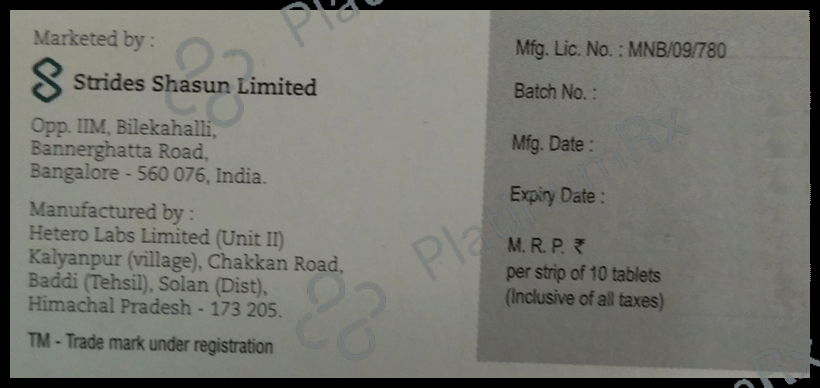 Marketed by :
Strides Shasun Limited
Opp. IIM, Bilekahalli,
Bannerghatta Road,
Bangalore - 560 076, India.
Manufactured by :
Hetero Labs Limited (Unit II)
Kalyanpur (village), Chakkan Road,
Baddi (Tehsil), Solan (Dist),
Himachal Pradesh - 173 205.
TM - Trade mark under registration
Mfg. Lic. No. : MNB/09/780
Batch No. :
Mfg. Date :
Expiry Date :
M. R. P. ₹
per strip of 10 tablets
(Inclusive of all taxes)